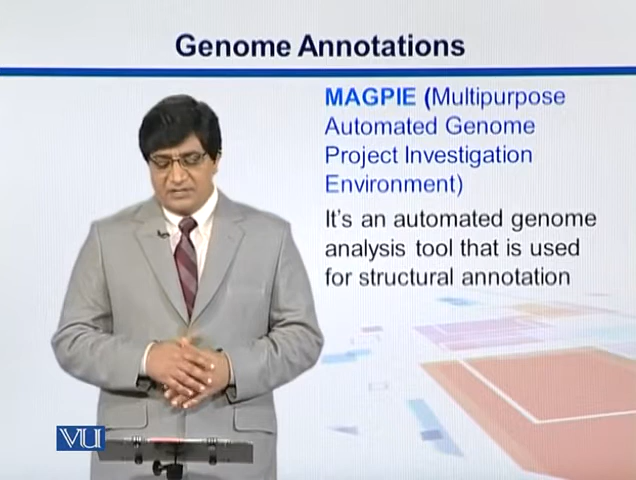 Genome Annotations
MAGPIE (Multipurpose
Automated Genome
Project Investigation
Environment)
It's an automated genome
analysis tool that is used
for structural annotation
VU